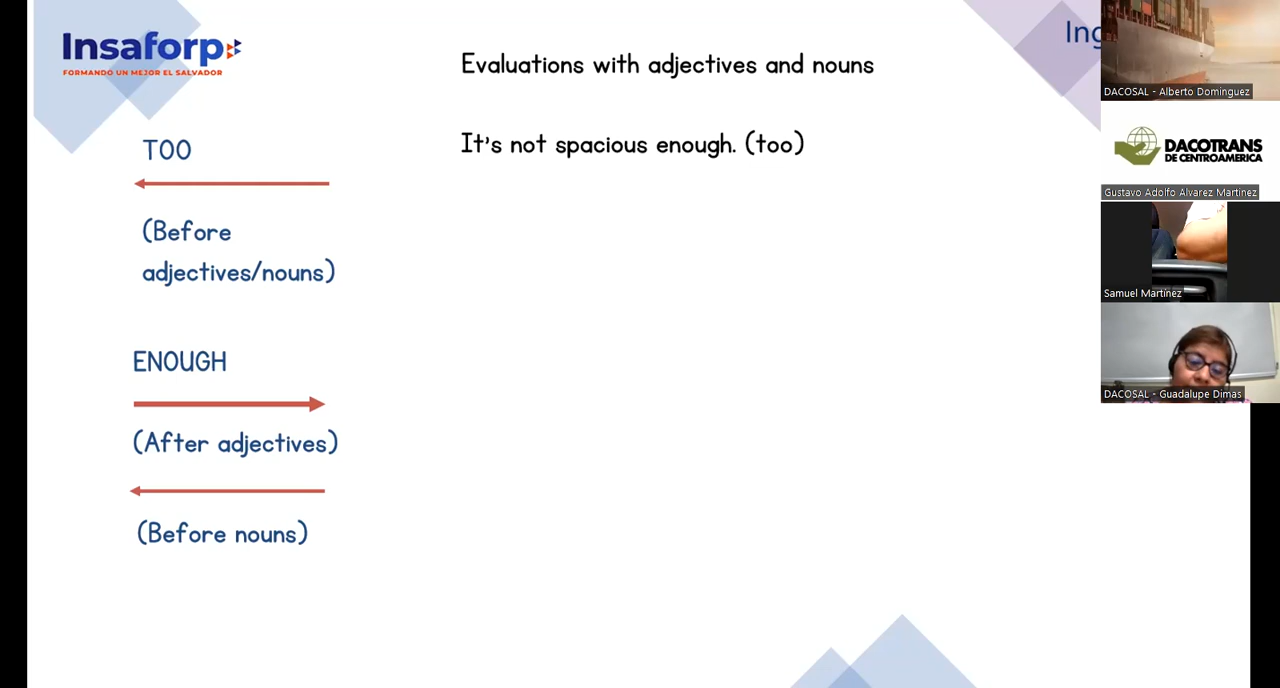 Insaforp
FORMANDO UN MEJOR EL SALVADOR
Evaluations with adjectives and nouns
It's not spacious enough. (too)
TOO
(Before
adjectives/nouns)
ENOUGH
(After adjectives)
(Before nouns)
Ing
DACOSAL - Alberto Dominguez
DACOTRANS
DE CENTROAMERICA
Gustavo Adolfo Alvarez Martinez
Samuel Martinez
DACOSAL - Guadalupe Dimas